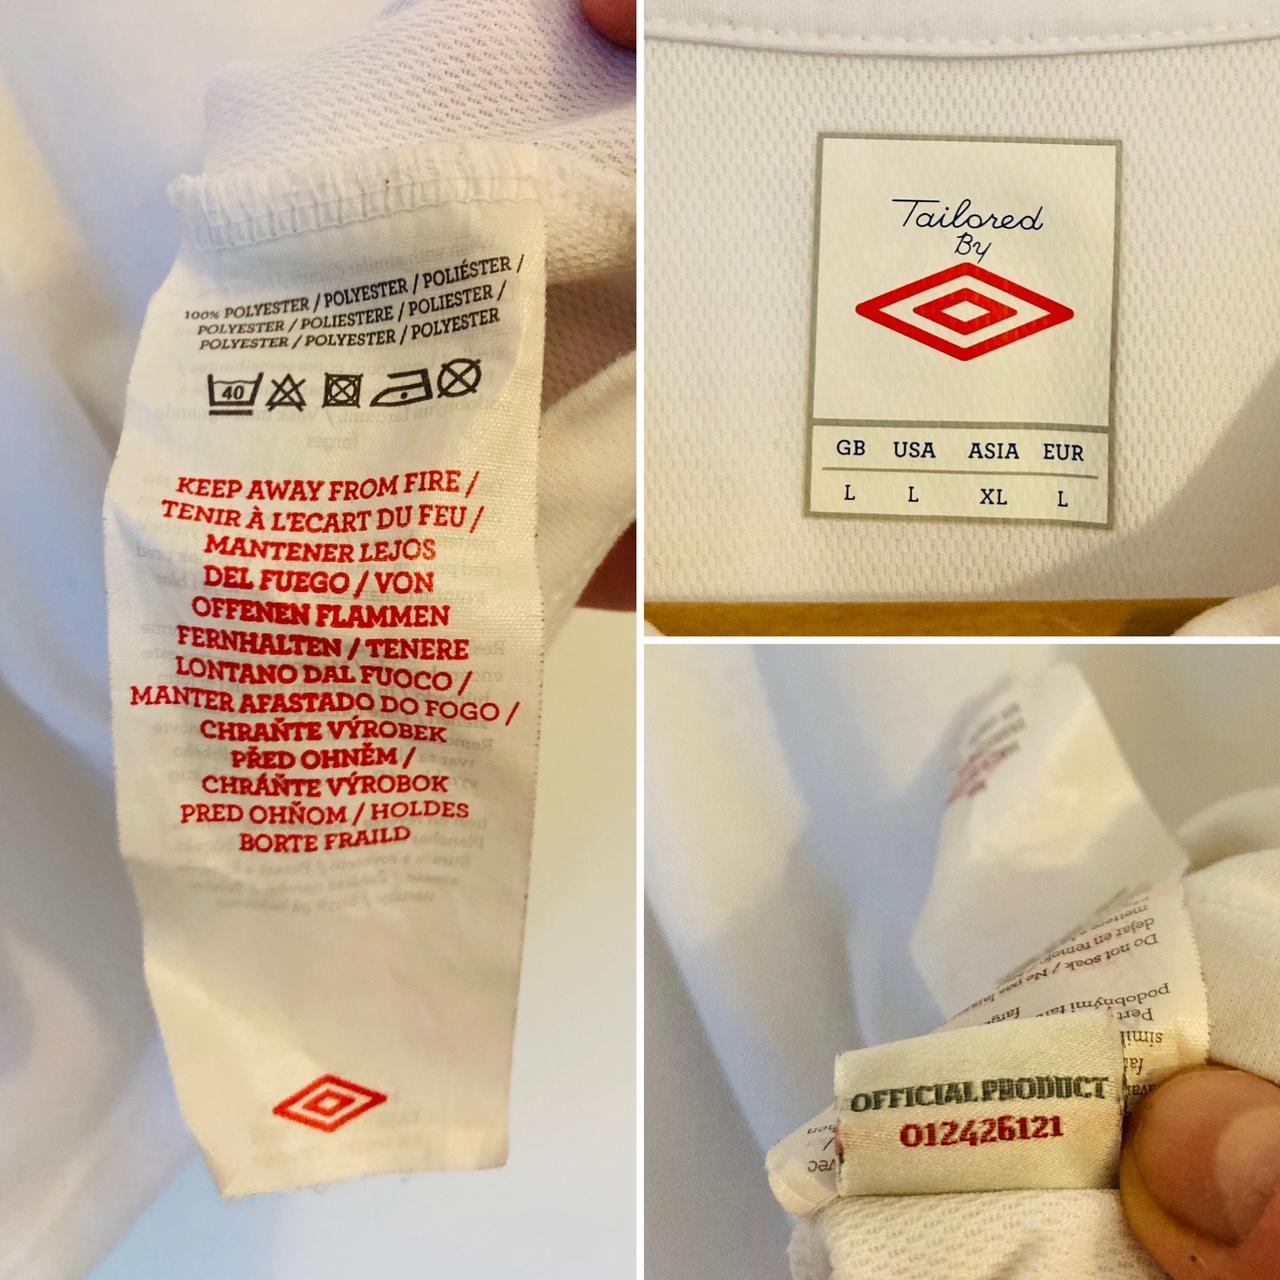 100% POLYESTER / POLYESTER / POLIÉSTER /
POLYESTER / POLIESTERE / POLIESTER /
POLYESTER / POLYESTER / POLYESTER
40
KEEP AWAY FROM FIRE /
TENIR À L'ECART DU FEU /
MANTENER LEJOS
DEL FUEGO / VON
OFFENEN FLAMMEN
FERNHALTEN / TENERE
LONTANO DAL FUOCO /
MANTER AFASTADO DO FOGO /
CHRAŇTE VÝROBEK
PŘED OHNĚM /
CHRÁŇTE VÝROBOK
PRED OHŇOM / HOLDES
BORTE FRAILD
Tailored
By
GB USA ASIA EUR
L L XL L
Do not soak / Ne pas
dejar en
podobnými
OFFICIAL PRODUCT
012426121